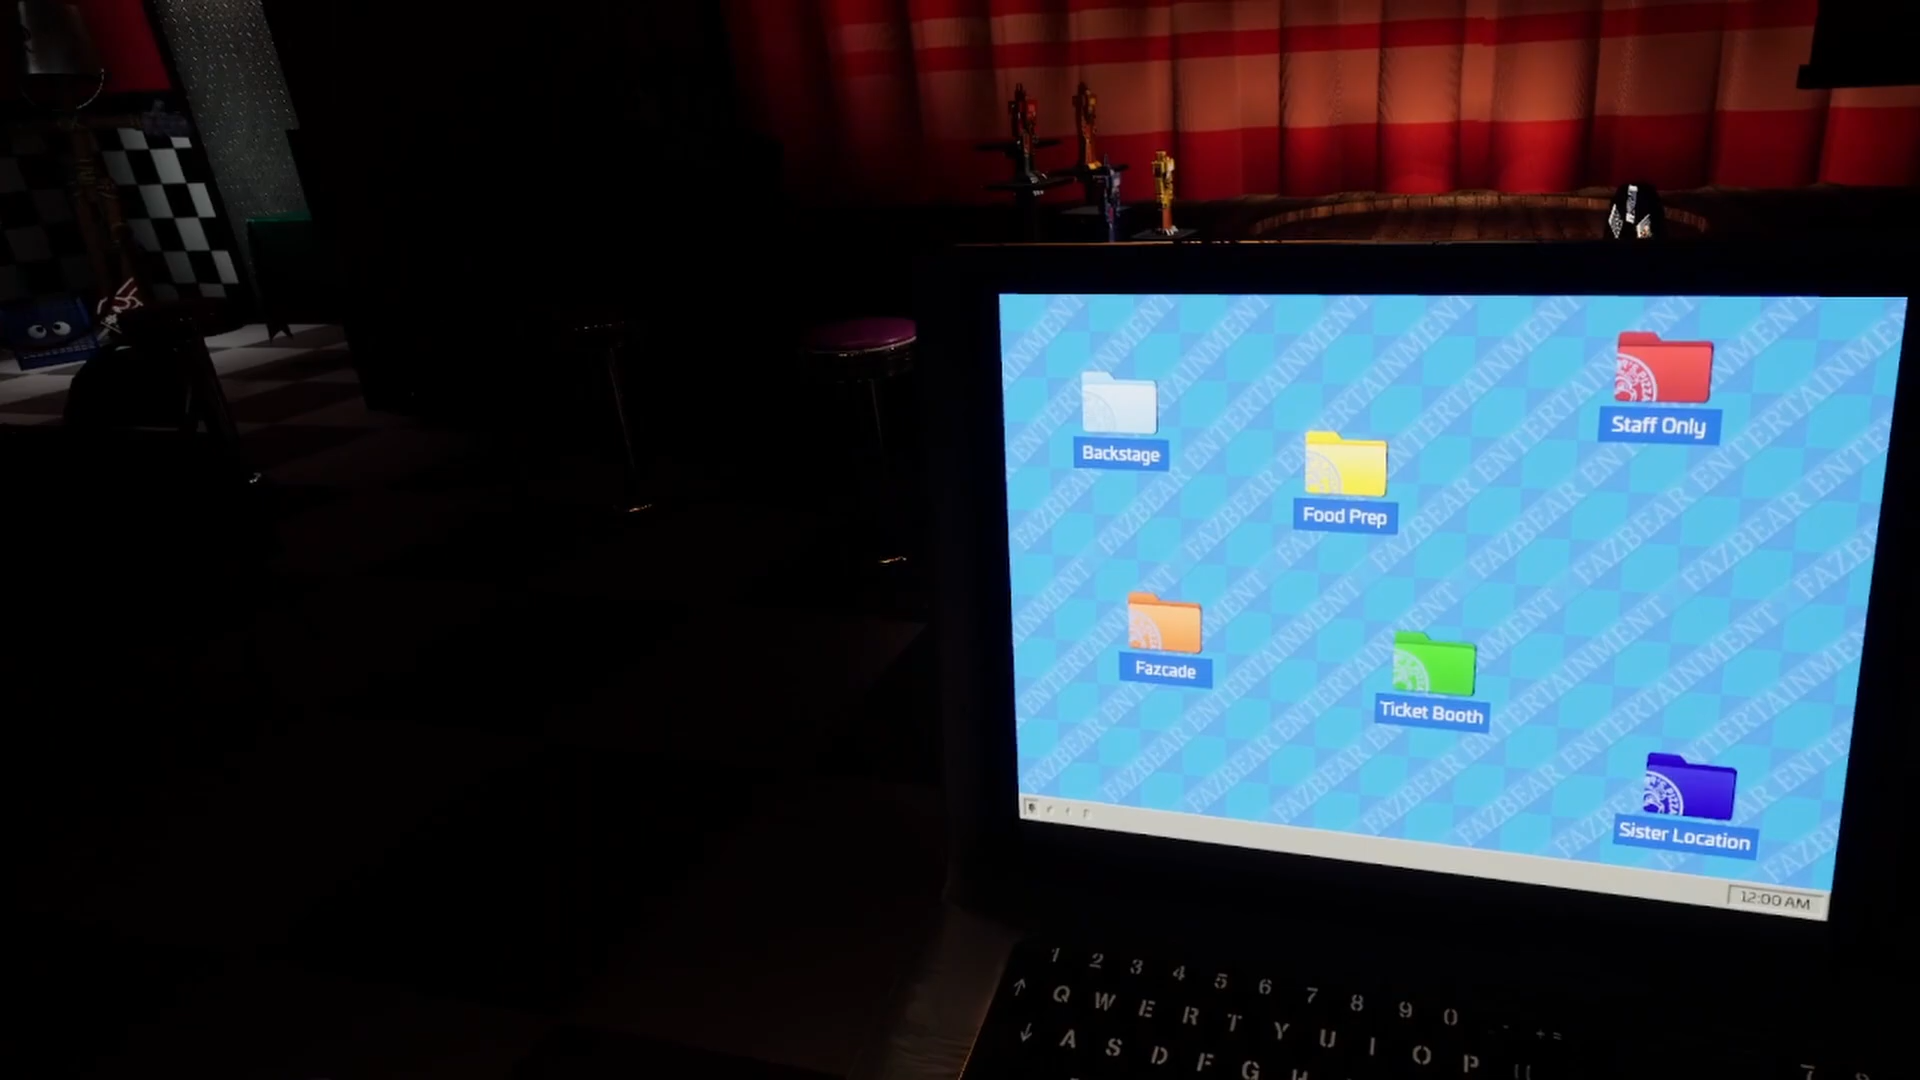 Backstage
Food Prep
Staff Only
Fazcade
Ticket Booth
Sister Location
FAZBEAR ENTERTAINMENT
12:00 AM
1 2 3 4 5 6 7 8 9 0 - +=
Q W E R T Y U I O P
A S D F G H